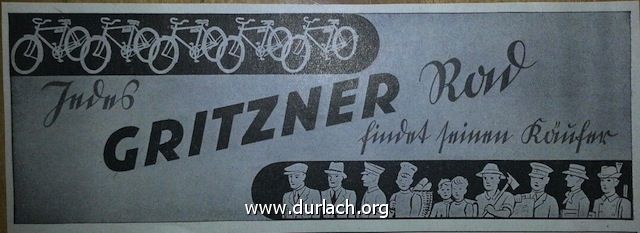 Jedes
GRITZNER Rad
findet seinen Käufer
www.durlach.org